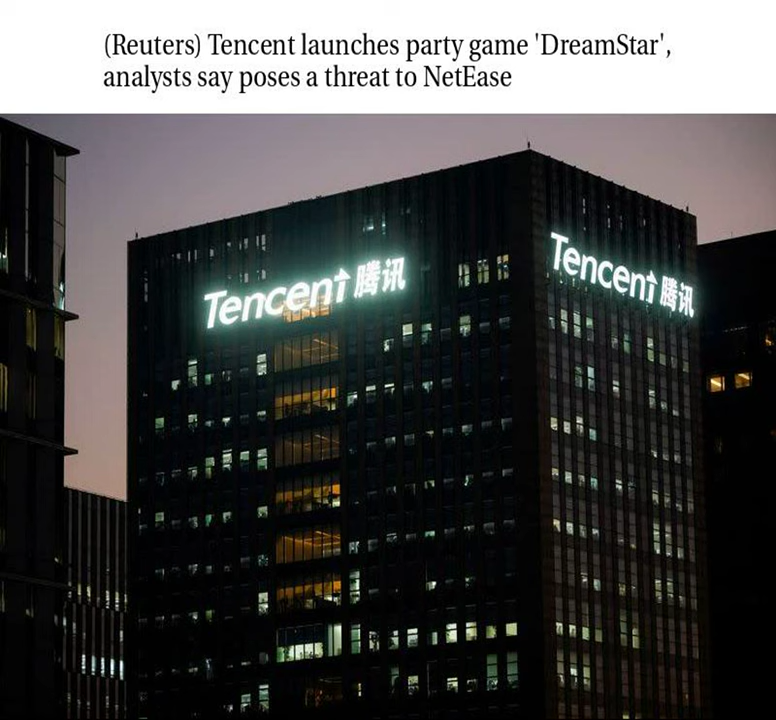 (Reuters) Tencent launches party game 'DreamStar',
analysts say poses a threat to NetEase
Tencent 腾讯
Tencent 腾讯